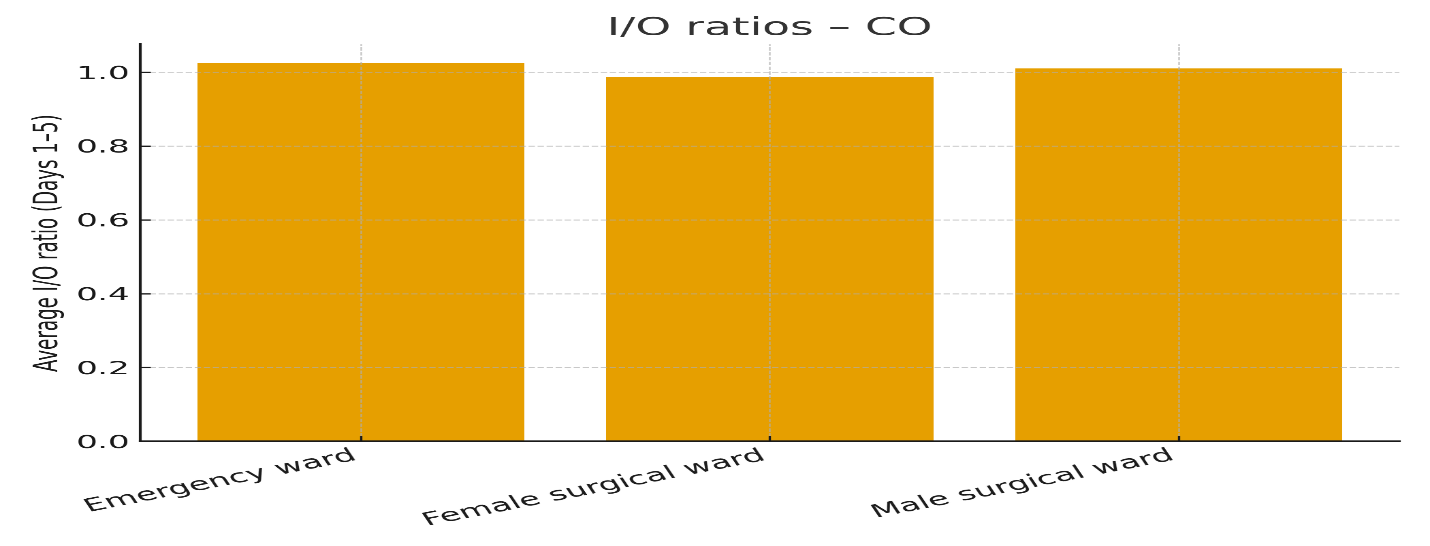 I/O ratios – CO
Average I/O ratio (Days 1–5)
1.0
0.8
0.6
0.4
0.2
0.0
Emergency ward
Female surgical ward
Male surgical ward